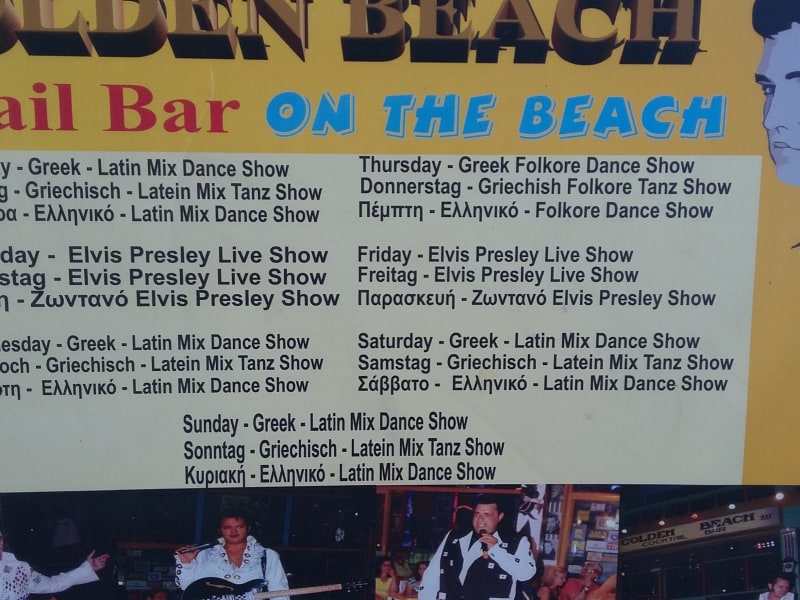 GOLDEN BEACH
ail Bar ON THE BEACH
y - Greek - Latin Mix Dance Show
g - Griechisch - Latein Mix Tanz Show
ρα - Ελληνικό - Latin Mix Dance Show
day - Elvis Presley Live Show
stag - Elvis Presley Live Show
η - Ζωντανό Elvis Presley Show
esday - Greek - Latin Mix Dance Show
och - Griechisch - Latein Mix Tanz Show
ρτη - Ελληνικό - Latin Mix Dance Show
Thursday - Greek Folkore Dance Show
Donnerstag - Griechish Folkore Tanz Show
Πέμπτη - Ελληνικό - Folkore Dance Show
Friday - Elvis Presley Live Show
Freitag - Elvis Presley Live Show
Παρασκευή - Ζωντανό Elvis Presley Show
Saturday - Greek - Latin Mix Dance Show
Samstag - Griechisch - Latein Mix Tanz Show
Σάββατο - Ελληνικό - Latin Mix Dance Show
Sunday - Greek - Latin Mix Dance Show
Sonntag - Griechisch - Latein Mix Tanz Show
Κυριακή - Ελληνικό - Latin Mix Dance Show
GOLDEN BEACH
COCKTAIL BAR